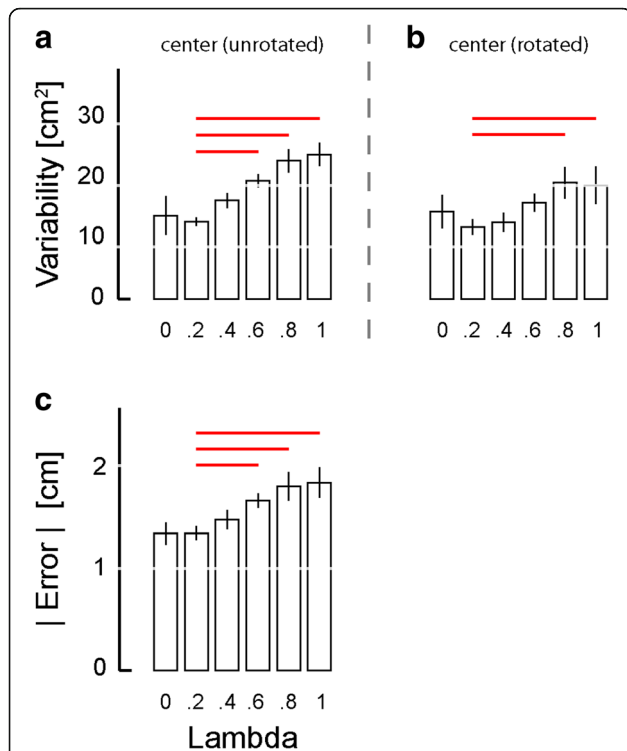 a
center (unrotated)
b
center (rotated)
Variability [cm²]
30
20
10
0
0 .2 .4 .6 .8 1
0 .2 .4 .6 .8 1
c
| Error | [cm]
2
1
0
0 .2 .4 .6 .8 1
Lambda